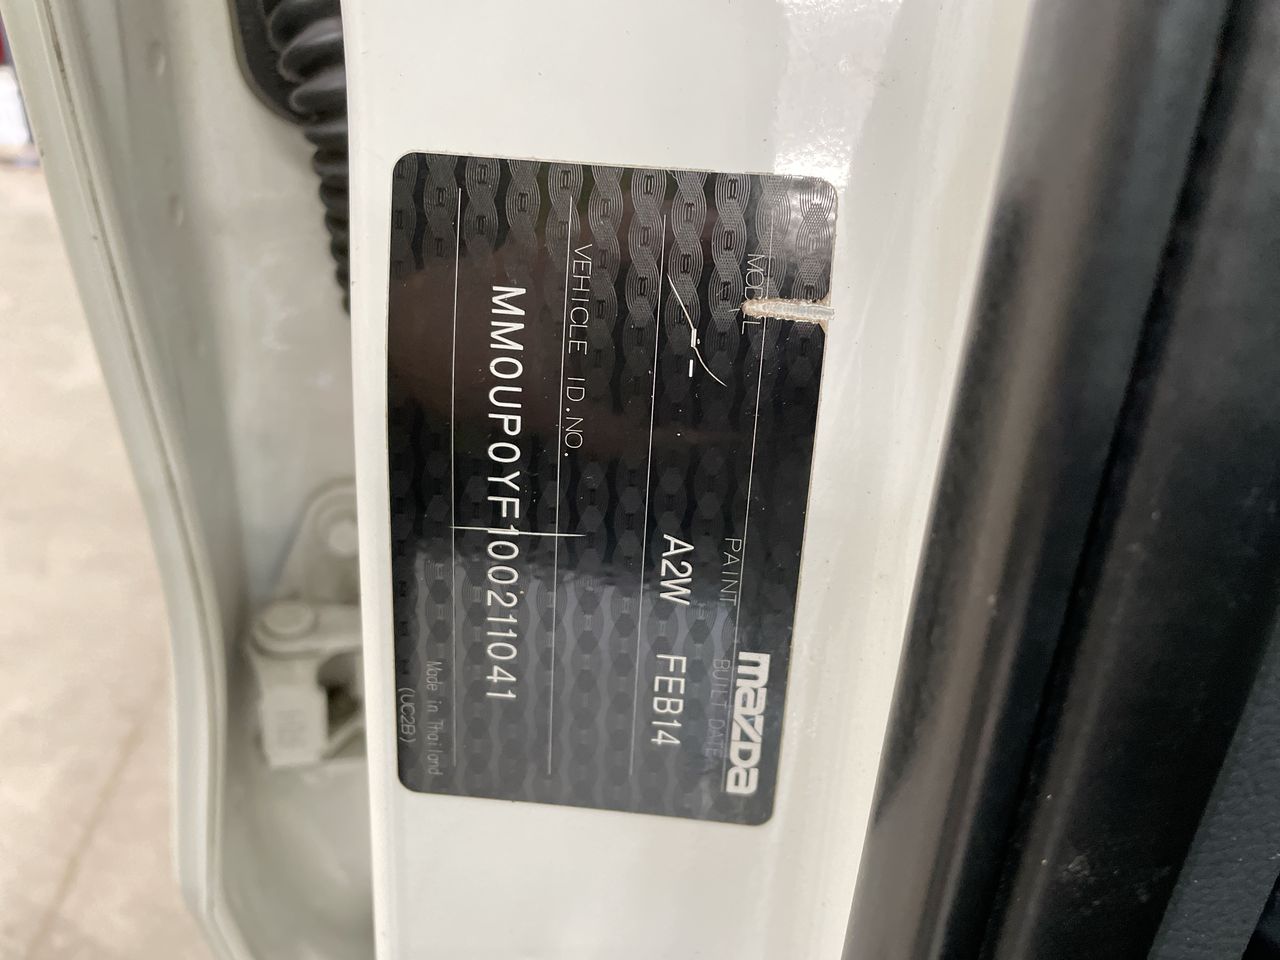 mazda
MODEL PAINT BUILT DATE
- A2W FEB14
VEHICLE ID.NO.
MM0UP0YF100211041
Made in Thailand
(UC2B)